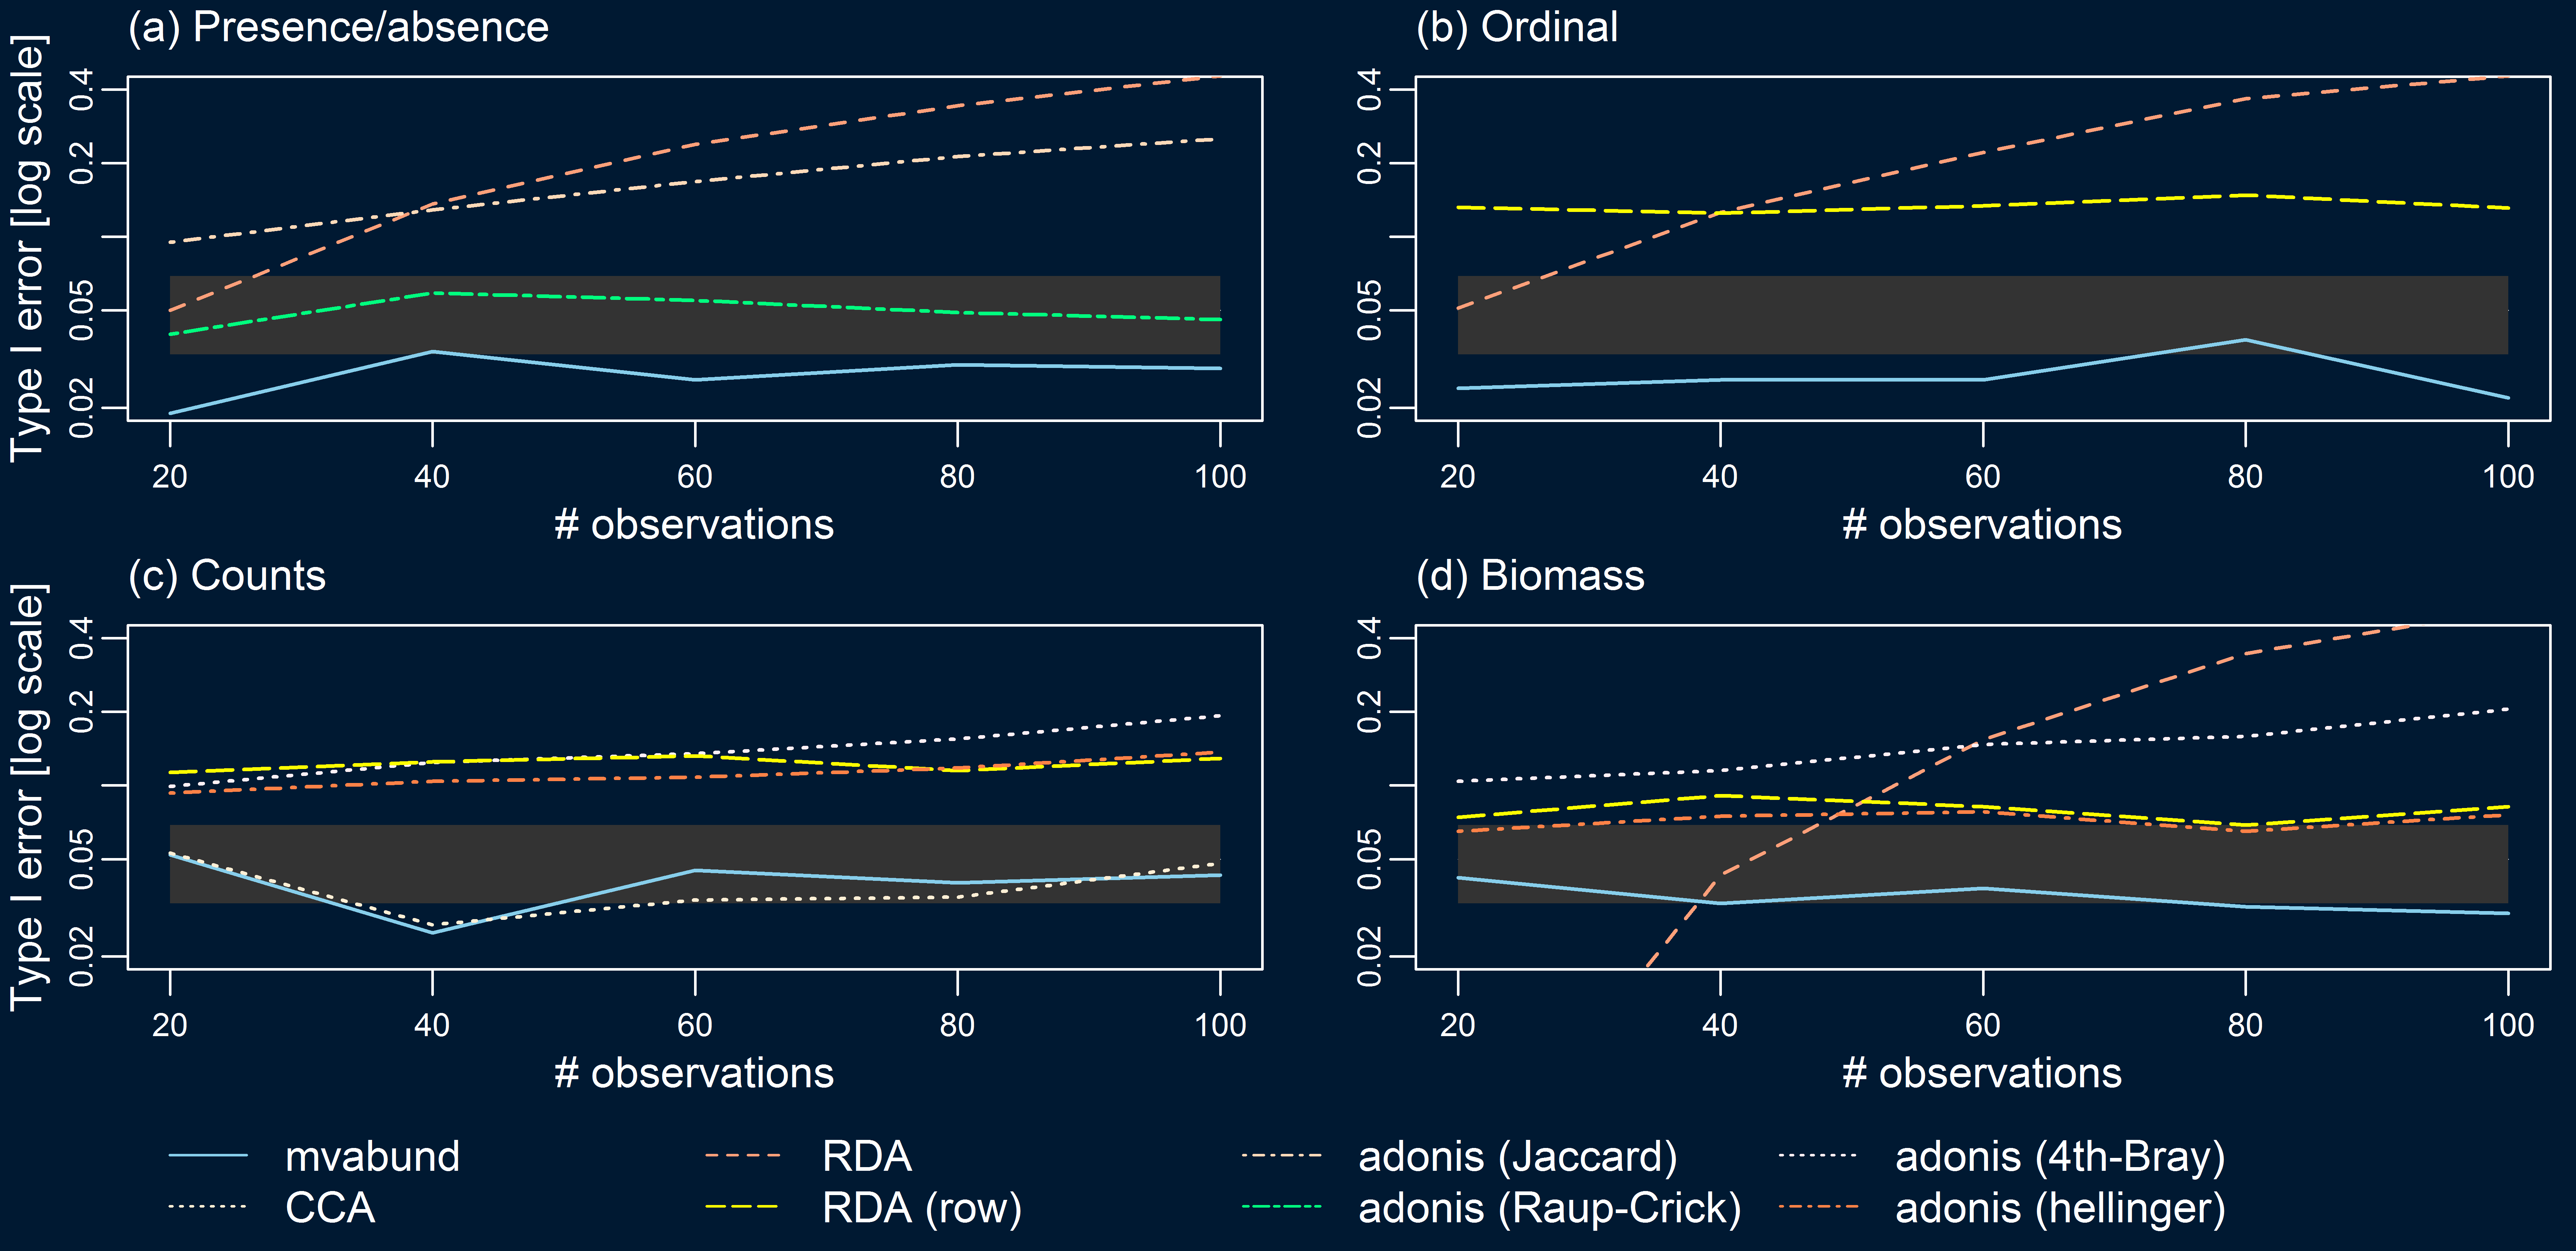 (a) Presence/absence
Type I error [log scale]
0.4
0.2
0.05
0.02
20 40 60 80 100
# observations
(b) Ordinal
0.4
0.2
0.05
0.02
20 40 60 80 100
# observations
(c) Counts
Type I error [log scale]
0.4
0.2
0.05
0.02
20 40 60 80 100
# observations
(d) Biomass
0.4
0.2
0.05
0.02
20 40 60 80 100
# observations
mvabund RDA adonis (Jaccard) adonis (4th-Bray)
CCA RDA (row) adonis (Raup-Crick) adonis (hellinger)